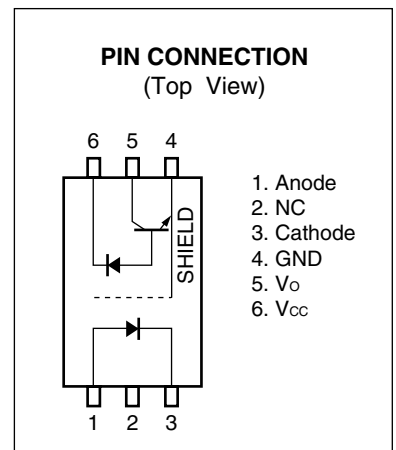 PIN CONNECTION
(Top View)
6 5 4
SHIELD
1 2 3
1. Anode
2. NC
3. Cathode
4. GND
5. Vo
6. Vcc